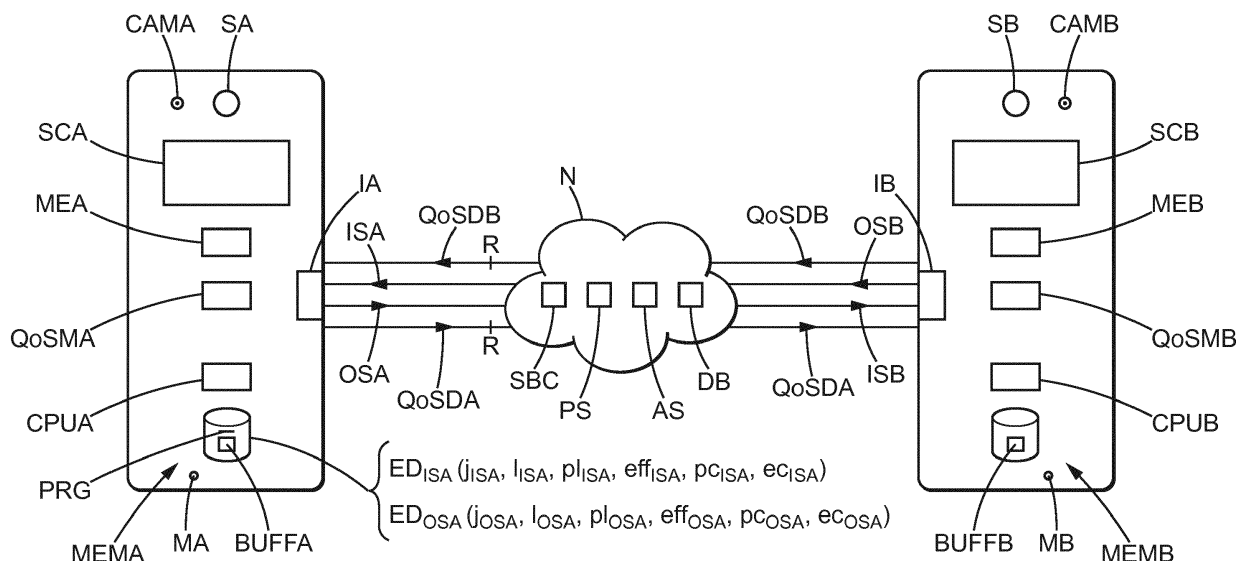 CAMA SA SB CAMB
SCA SCB
MEA IA N IB MEB
QoSDB QoSDB
ISA R OSB
QoSMA QoSMB
OSA R SBC DB ISB
QoSDA PS AS QoSDA
CPUA CPUB
ED_ISA (j_ISA, l_ISA, pl_ISA, eff_ISA, pc_ISA, ec_ISA)
PRG
ED_OSA (j_OSA, l_OSA, pl_OSA, eff_OSA, pc_OSA, ec_OSA)
MEMA MA BUFFA BUFFB MB MEMB